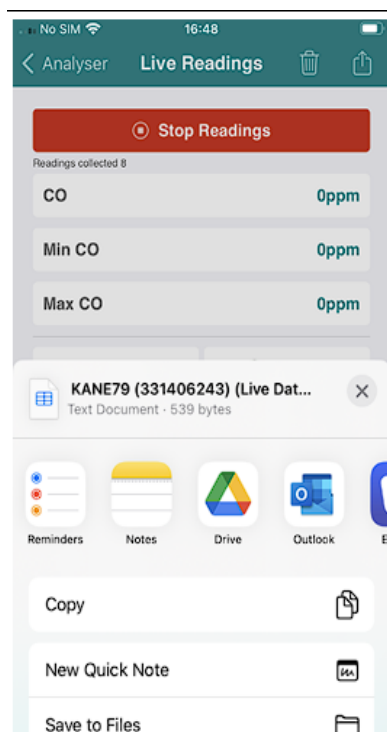 No SIM 16:48
Analyser Live Readings
Stop Readings
Readings collected 8
CO 0ppm
Min CO 0ppm
Max CO 0ppm
KANE79 (331406243) (Live Dat...
Text Document - 539 bytes
Reminders Notes Drive Outlook
Copy
New Quick Note
Save to Files